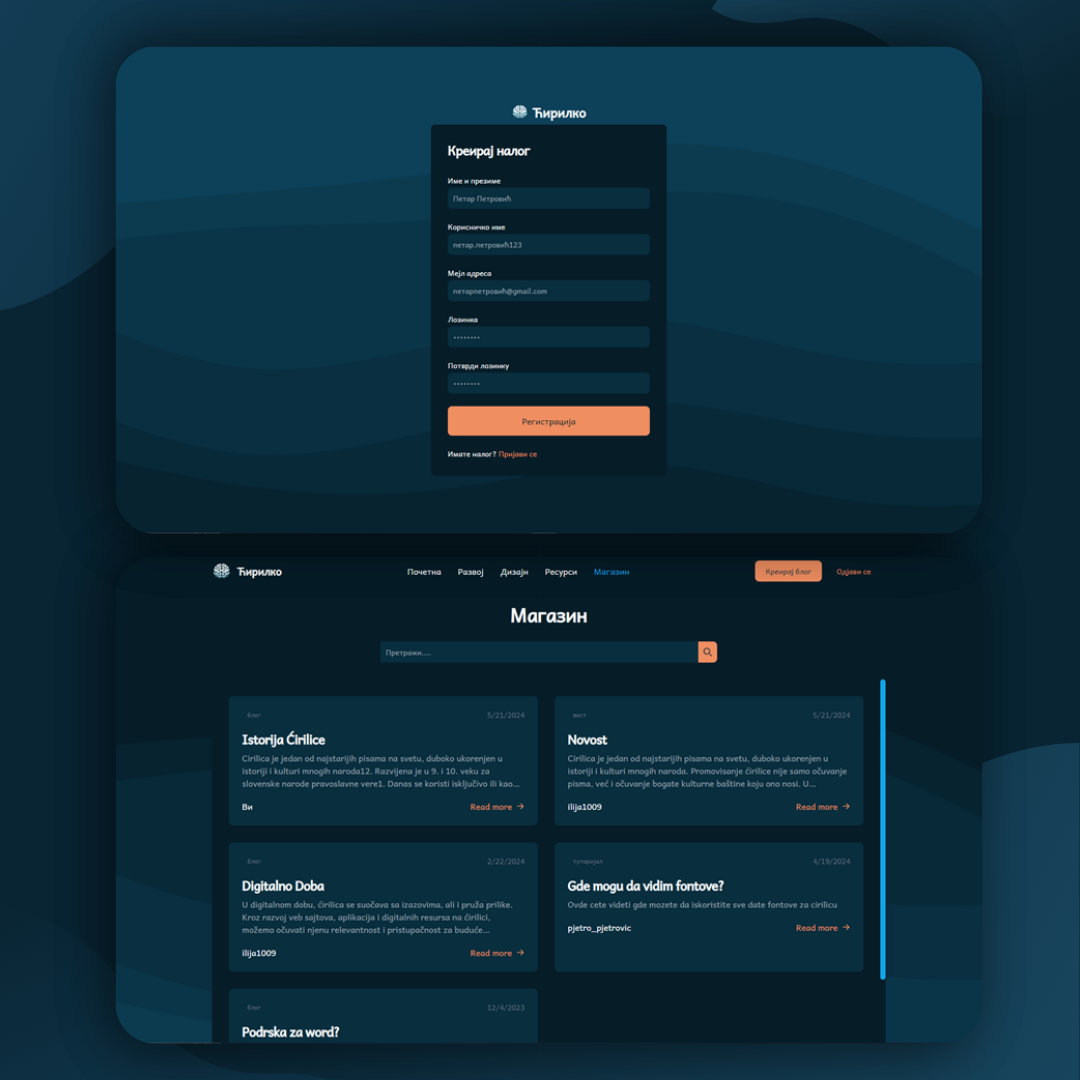 Ћирилко
Креирај налог
Име и презиме
Петар Петровић
Корисничко име
петар.петровић123
Мејл адреса
петарпетровић@gmail.com
Лозинка
Потврди лозинку
Регистрација
Имате налог? Пријави се
Ћирилко
Почетна Развој Дизајн Ресурси Магазин
Креирај блог Одјави се
Магазин
Претражи....
блог 5/21/2024
Istorija Ćirilice
Cirilica je jedan od najstarijih pisama na svetu, duboko ukorenjen u
istoriji i kulturi mnogih naroda12. Razvijena je u 9. i 10. veku za
slovenske narode pravoslavne vere1. Danas se koristi isključivo ili kao...
Ви Read more →
вест 5/21/2024
Novost
Cirilica je jedan od najstarijih pisama na svetu, duboko ukorenjen u
istoriji i kulturi mnogih naroda. Promovisanje ćirilice nije samo očuvanje
pisma, već i očuvanje bogate kulturne baštine koju ono nosi. U...
ilija1009 Read more →
блог 2/22/2024
Digitalno Doba
U digitalnom dobu, ćirilica se suočava sa izazovima, ali i pruža prilike.
Kroz razvoj veb sajtova, aplikacija i digitalnih resursa na ćirilici,
možemo očuvati njenu relevantnost i pristupačnost za buduće...
ilija1009 Read more →
туторијал 4/19/2024
Gde mogu da vidim fontove?
Ovde cete videti gde mozete da iskoristite sve date fontove za cirilicu
pjetro_pjetrovic Read more →
блог 12/4/2023
Podrska za word?